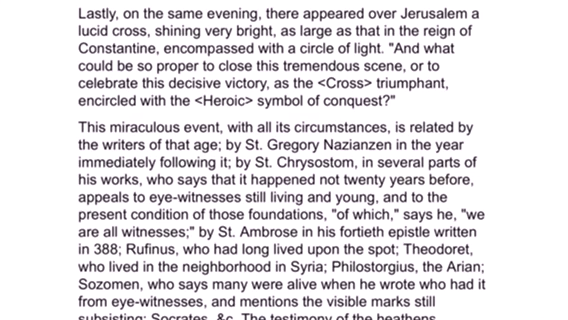 Lastly, on the same evening, there appeared over Jerusalem a
lucid cross, shining very bright, as large as that in the reign of
Constantine, encompassed with a circle of light. "And what
could be so proper to close this tremendous scene, or to
celebrate this decisive victory, as the <Cross> triumphant,
encircled with the <Heroic> symbol of conquest?"
This miraculous event, with all its circumstances, is related by
the writers of that age; by St. Gregory Nazianzen in the year
immediately following it; by St. Chrysostom, in several parts of
his works, who says that it happened not twenty years before,
appeals to eye-witnesses still living and young, and to the
present condition of those foundations, "of which," says he, "we
are all witnesses;" by St. Ambrose in his fortieth epistle written
in 388; Rufinus, who had long lived upon the spot; Theodoret,
who lived in the neighborhood in Syria; Philostorgius, the Arian;
Sozomen, who says many were alive when he wrote who had it
from eye-witnesses, and mentions the visible marks still
subsisting; Socrates, &c. The testimony of the heathens